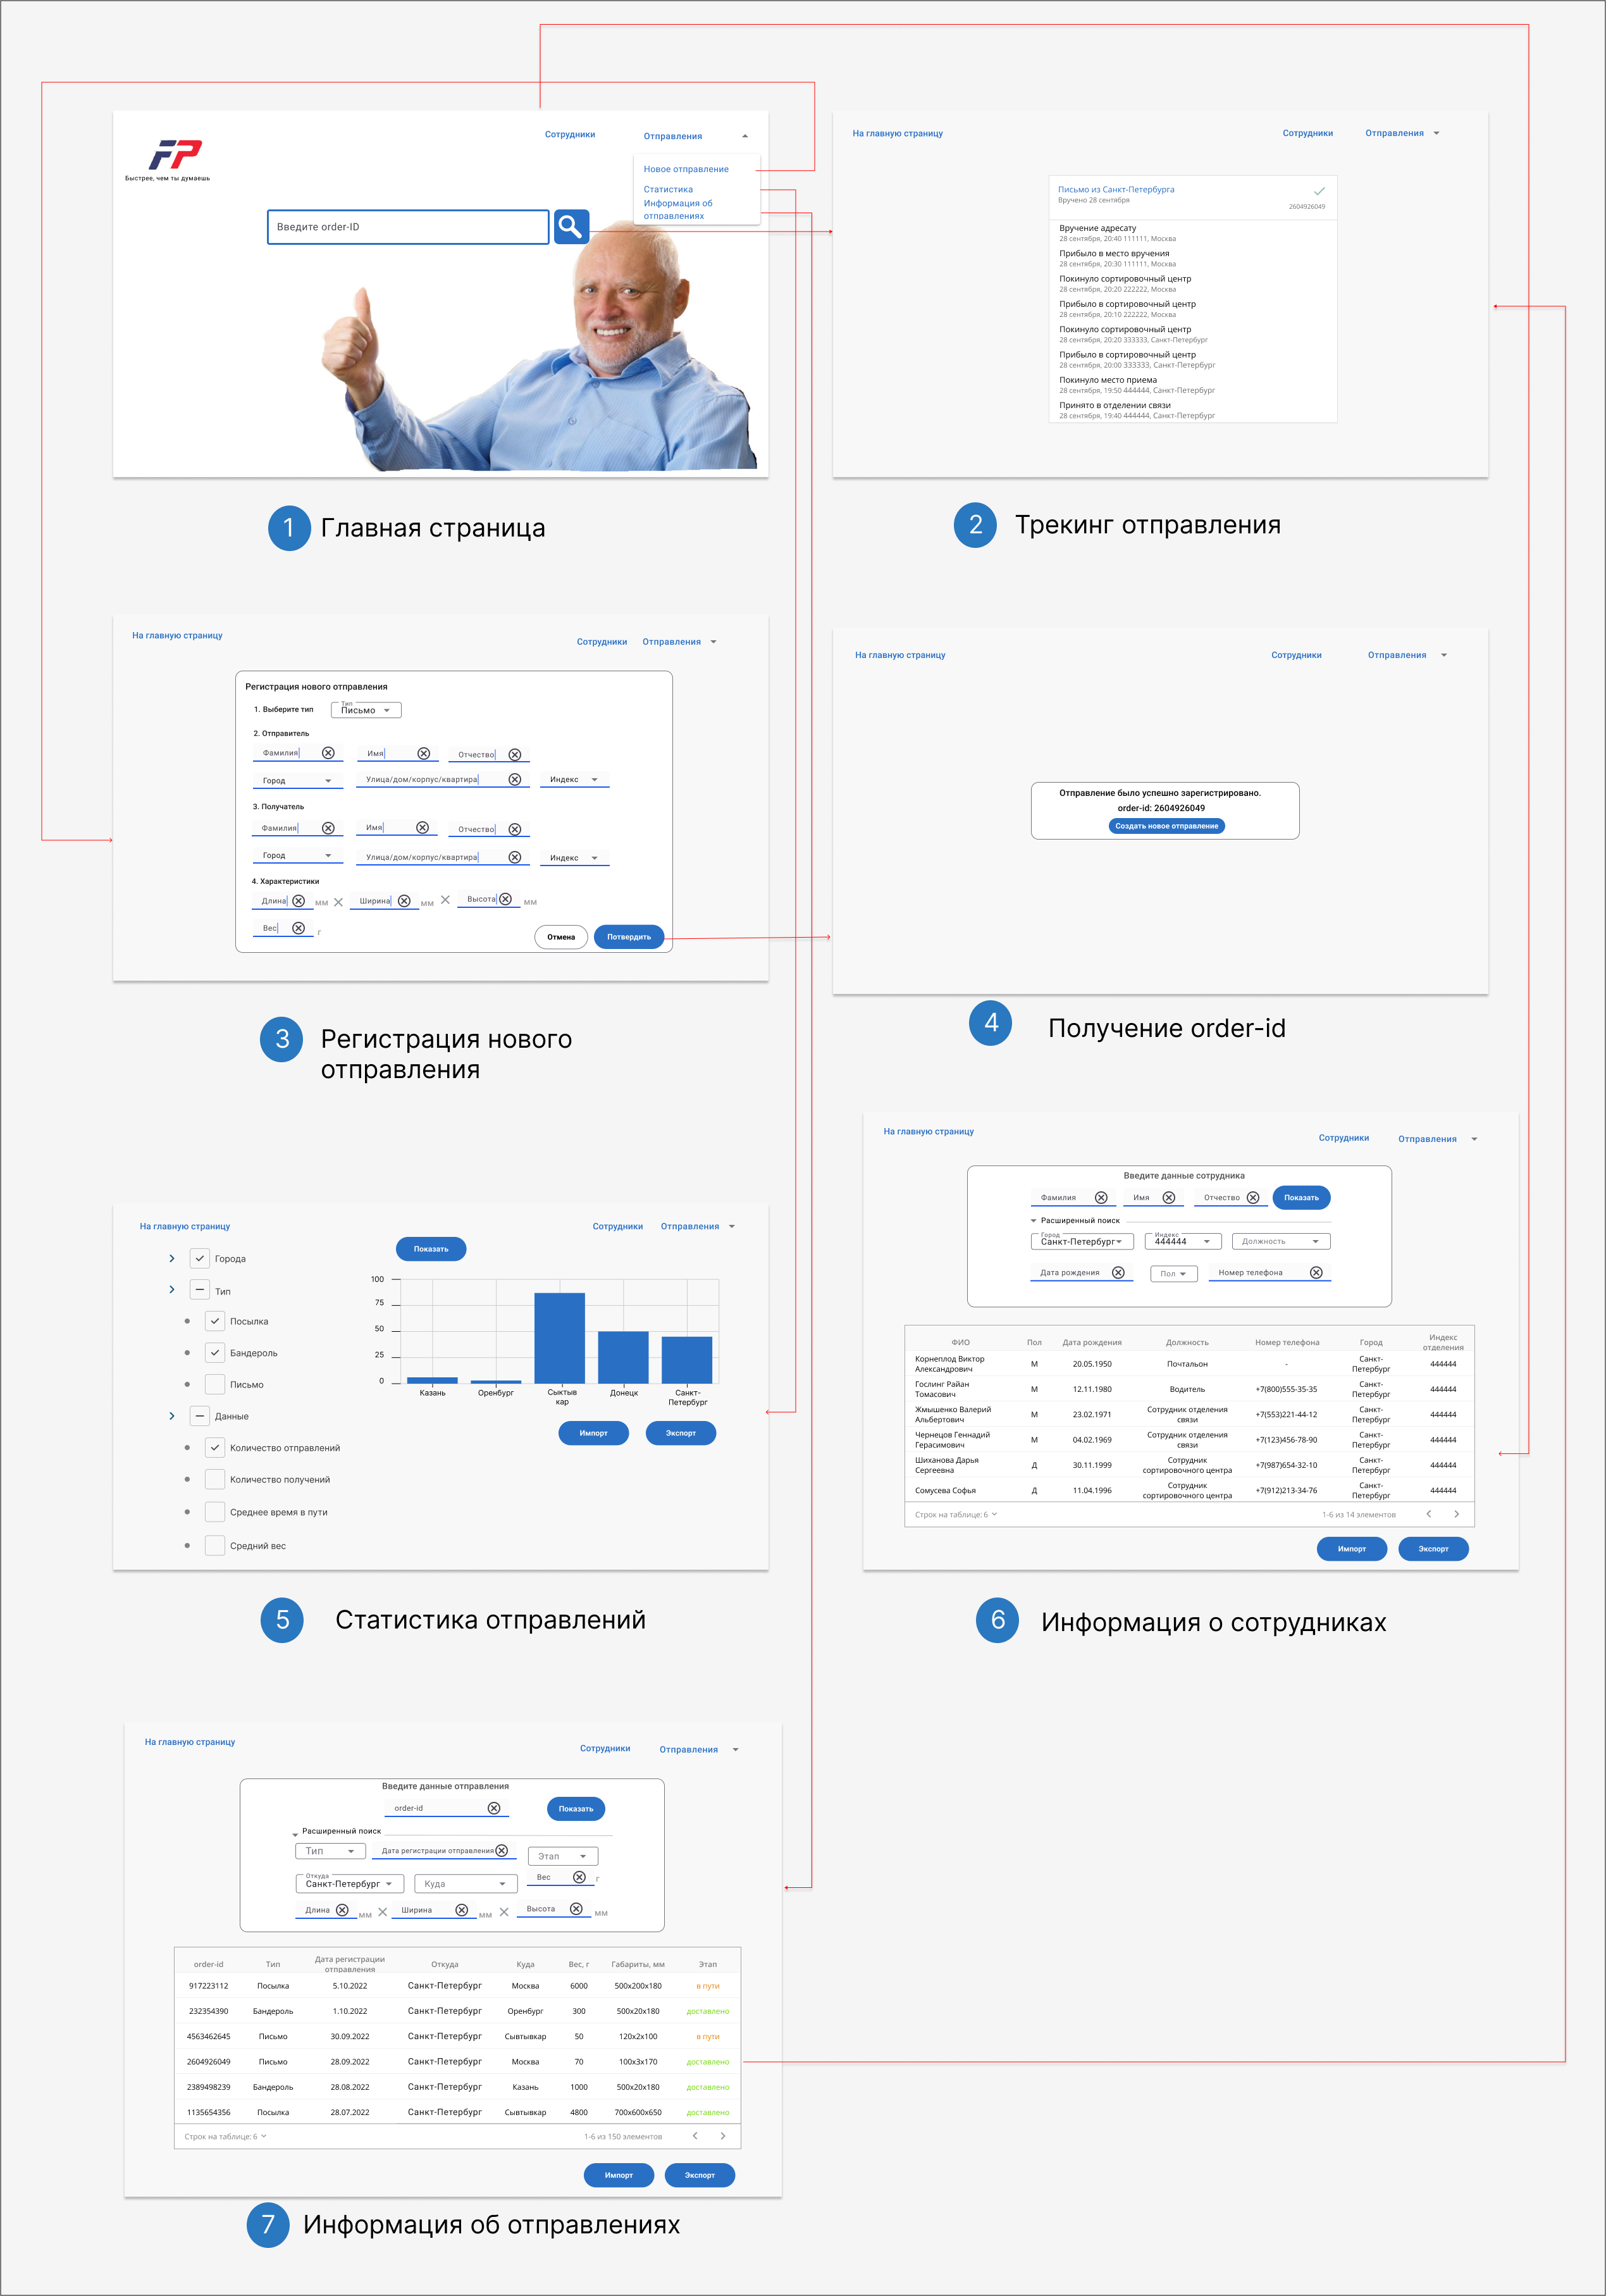 Сотрудники
Отправления
FP
Быстрее, чем ты думаешь
Новое отправление
Статистика
Информация об
отправлениях
Введите order-ID
1 Главная страница
На главную страницу
Сотрудники
Отправления
Письмо из Санкт-Петербурга
Вручено 28 сентября
2604926049
Вручение адресату
28 сентября, 20:40 111111, Москва
Прибыло в место вручения
28 сентября, 20:30 111111, Москва
Покинуло сортировочный центр
28 сентября, 20:20 222222, Москва
Прибыло в сортировочный центр
28 сентября, 20:10 222222, Москва
Покинуло сортировочный центр
28 сентября, 20:20 333333, Санкт-Петербург
Прибыло в сортировочный центр
28 сентября, 20:00 333333, Санкт-Петербург
Покинуло место приема
28 сентября, 19:50 444444, Санкт-Петербург
Принято в отделении связи
28 сентября, 19:40 444444, Санкт-Петербург
2 Трекинг отправления
На главную страницу
Сотрудники
Отправления
Регистрация нового отправления
1. Выберите тип
Тип
Письмо
2. Отправитель
Фамилия Имя Отчество
Город Улица/дом/корпус/квартира Индекс
3. Получатель
Фамилия Имя Отчество
Город Улица/дом/корпус/квартира Индекс
4. Характеристики
Длина мм Ширина мм Высота мм
Вес г
Отмена Потвердить
3 Регистрация нового
отправления
На главную страницу
Сотрудники
Отправления
Отправление было успешно зарегистрировано.
order-id: 2604926049
Создать новое отправление
4 Получение order-id
На главную страницу
Сотрудники
Отправления
Показать
Города
Тип
Посылка
Бандероль
Письмо
Данные
Количество отправлений
Количество получений
Среднее время в пути
Средний вес
100
75
50
25
0
Казань Оренбург Сыктыв
кар Донецк Санкт-
Петербург
Импорт Экспорт
5 Статистика отправлений
На главную страницу
Сотрудники
Отправления
Введите данные сотрудника
Фамилия Имя Отчество Показать
Расширенный поиск
Город
Санкт-Петербург
Индекс
444444
Должность
Дата рождения Пол Номер телефона
ФИО Пол Дата рождения Должность Номер телефона Город Индекс
отделения
Корнеплод Виктор
Александрович М 20.05.1950 Почтальон - Санкт-
Петербург 444444
Гослинг Райан
Томасович М 12.11.1980 Водитель +7(800)555-35-35 Санкт-
Петербург 444444
Жмышенко Валерий
Альбертович М 23.02.1971 Сотрудник отделения
связи +7(553)221-44-12 Санкт-
Петербург 444444
Чернецов Геннадий
Герасимович М 04.02.1969 Сотрудник отделения
связи +7(123)456-78-90 Санкт-
Петербург 444444
Шиханова Дарья
Сергеевна Д 30.11.1999 Сотрудник
сортировочного центра +7(987)654-32-10 Санкт-
Петербург 444444
Сомусева Софья Д 11.04.1996 Сотрудник
сортировочного центра +7(912)213-34-76 Санкт-
Петербург 444444
Строк на таблице: 6 1-6 из 14 элементов
Импорт Экспорт
6 Информация о сотрудниках
На главную страницу
Сотрудники
Отправления
Введите данные отправления
order-id Показать
Расширенный поиск
Тип Дата регистрации отправления Этап
Откуда
Санкт-Петербург Куда Вес г
Длина мм Ширина мм Высота мм
order-id Тип Дата регистрации
отправления Откуда Куда Вес, г Габариты, мм Этап
917223112 Посылка 5.10.2022 Санкт-Петербург Москва 6000 500x200x180 в пути
232354390 Бандероль 1.10.2022 Санкт-Петербург Оренбург 300 500x20x180 доставлено
4563462645 Письмо 30.09.2022 Санкт-Петербург Сывтывкар 50 120x2x100 в пути
2604926049 Письмо 28.09.2022 Санкт-Петербург Москва 70 100x3x170 доставлено
2389498239 Бандероль 28.08.2022 Санкт-Петербург Казань 1000 500x20x180 доставлено
1135654356 Посылка 28.07.2022 Санкт-Петербург Сывтывкар 4800 700x600x650 доставлено
Строк на таблице: 6 1-6 из 150 элементов
Импорт Экспорт
7 Информация об отправлениях